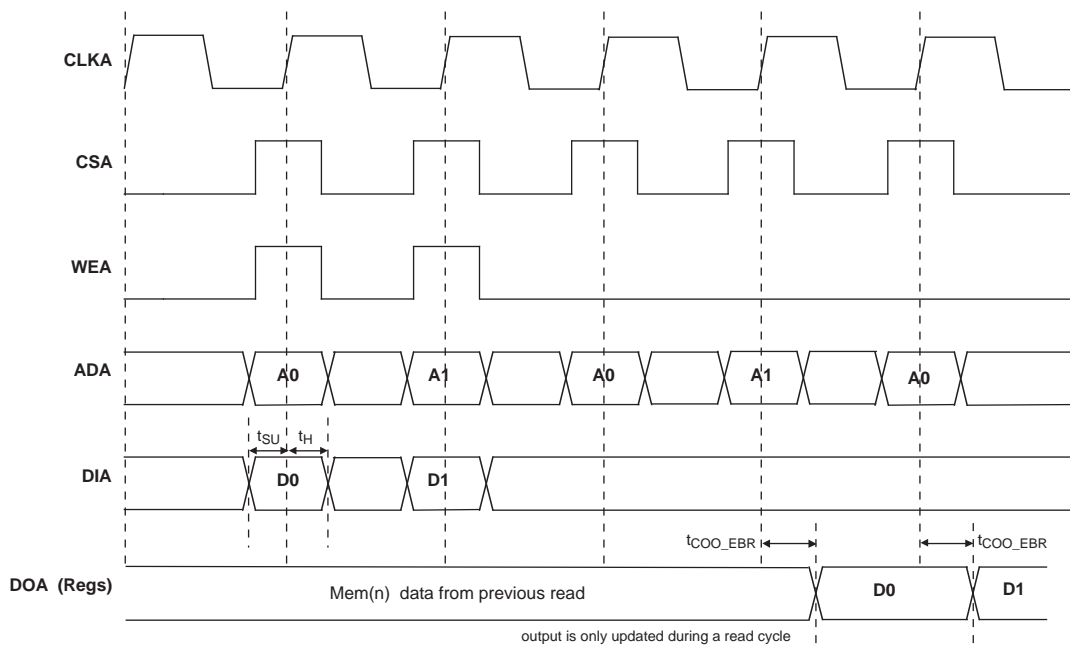 CLKA
CSA
WEA
ADA
A0
A1
A0
A1
A0
tSU
tH
DIA
D0
D1
tCOO_EBR
tCOO_EBR
DOA (Regs)
Mem(n) data from previous read
D0
D1
output is only updated during a read cycle